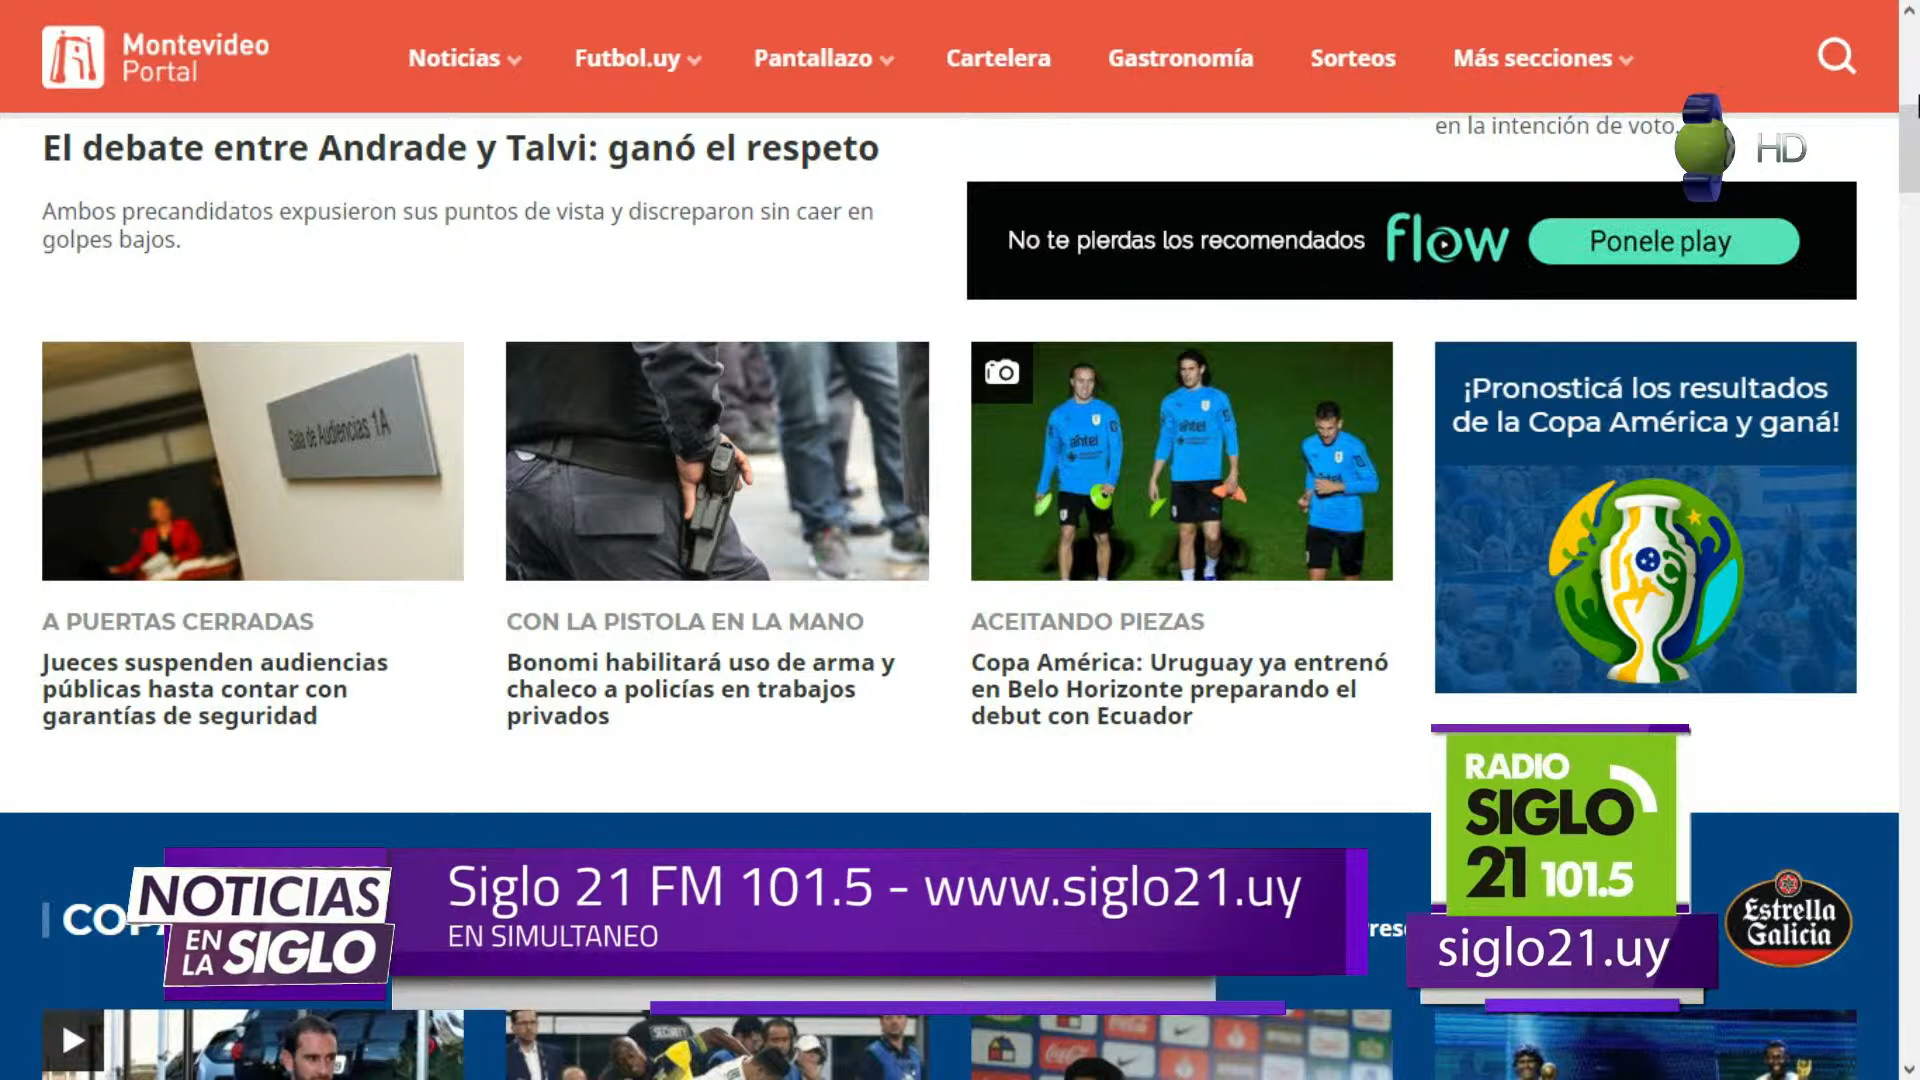 Montevideo
Portal
Noticias
Futbol.uy
Pantallazo
Cartelera
Gastronomía
Sorteos
Más secciones
El debate entre Andrade y Talvi: ganó el respeto
Ambos precandidatos expusieron sus puntos de vista y discreparon sin caer en
golpes bajos.
en la intención de voto.
HD
No te pierdas los recomendados flow Ponele play
Sala de Audiencias 1A
A PUERTAS CERRADAS
Jueces suspenden audiencias
públicas hasta contar con
garantías de seguridad
CON LA PISTOLA EN LA MANO
Bonomi habilitará uso de arma y
chaleco a policías en trabajos
privados
antel
antel
ACEITANDO PIEZAS
Copa América: Uruguay ya entrenó
en Belo Horizonte preparando el
debut con Ecuador
¡Pronosticá los resultados
de la Copa América y ganá!
RADIO
SIGLO
21 101.5
siglo21.uy
NOTICIAS
EN LA SIGLO
Siglo 21 FM 101.5 - www.siglo21.uy
EN SIMULTANEO
Estrella
Galicia
SECURITY
Coca-Cola